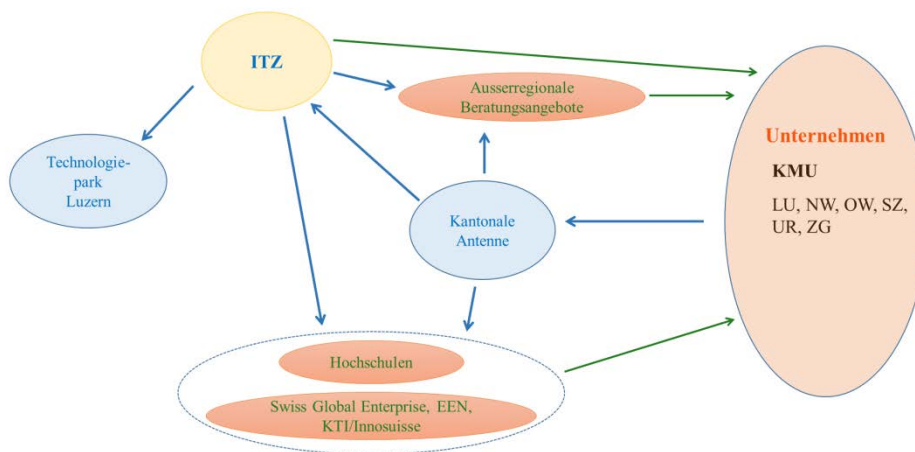 ITZ
Ausserregionale
Beratungsangebote
Unternehmen
KMU
LU, NW, OW, SZ,
UR, ZG
Technologie-
park
Luzern
Kantonale
Antenne
Hochschulen
Swiss Global Enterprise, EEN,
KTI/Innosuisse